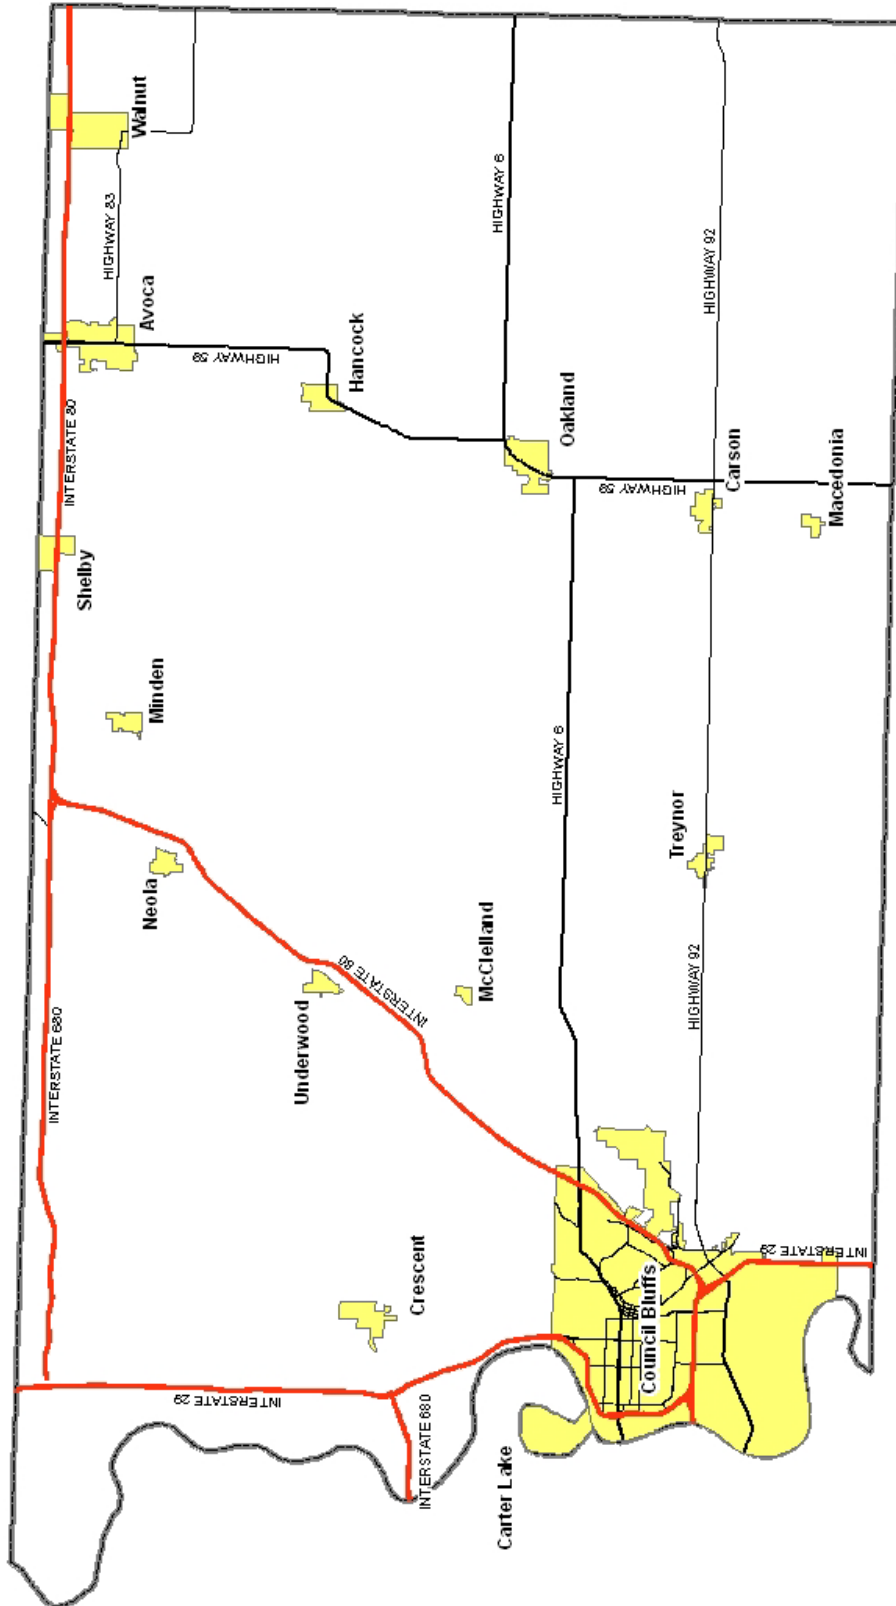 INTERSTATE 680
INTERSTATE 80
Shelby
Walnut
HIGHWAY 83
Avoca
Minden
Neola
HIGHWAY 59
Hancock
Underwood
INTERSTATE 80
INTERSTATE 29
Crescent
INTERSTATE 680
McClelland
HIGHWAY 6
Oakland
Carter Lake
HIGHWAY 6
HIGHWAY 59
Council Bluffs
Treynor
HIGHWAY 92
HIGHWAY 92
Carson
Macedonia
INTERSTATE 29